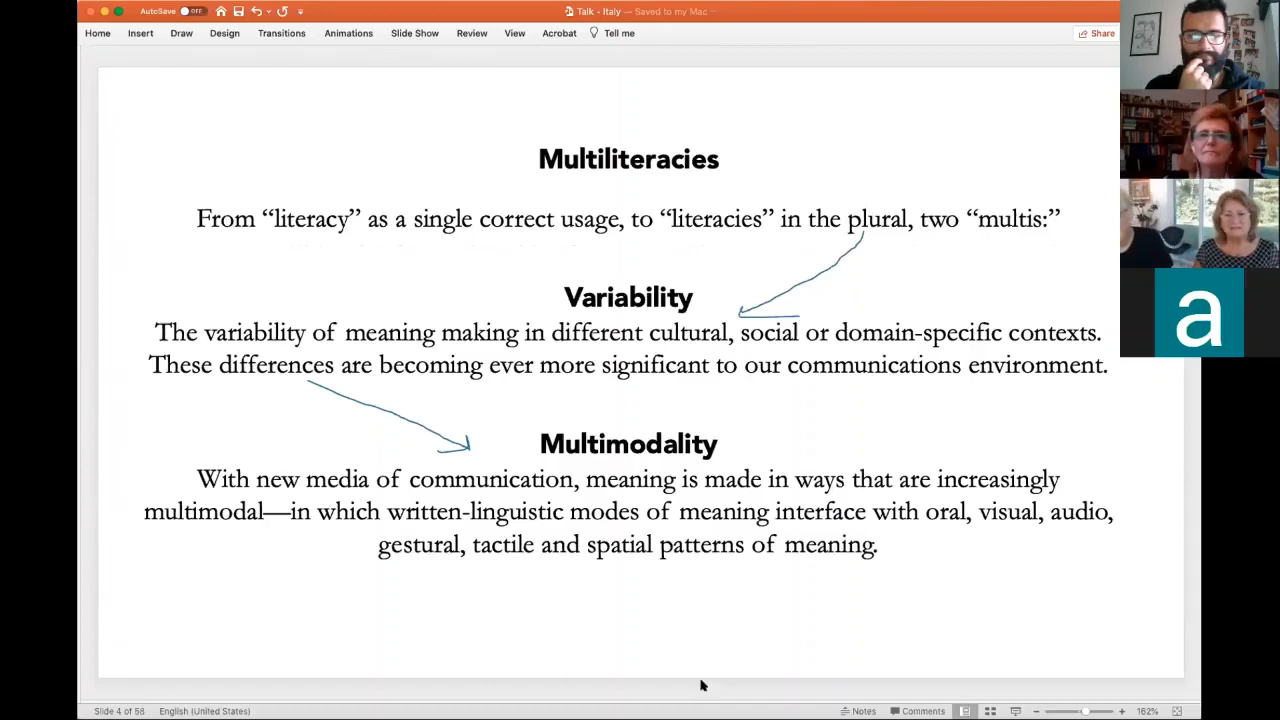 AutoSave OFF
Talk - Italy — Saved to my Mac
Home Insert Draw Design Transitions Animations Slide Show Review View Acrobat Tell me
Share
Multiliteracies
From “literacy” as a single correct usage, to “literacies” in the plural, two “multis:”
Variability
The variability of meaning making in different cultural, social or domain-specific contexts.
These differences are becoming ever more significant to our communications environment.
Multimodality
With new media of communication, meaning is made in ways that are increasingly
multimodal—in which written-linguistic modes of meaning interface with oral, visual, audio,
gestural, tactile and spatial patterns of meaning.
a
Slide 4 of 58 English (United States) Notes Comments 162%